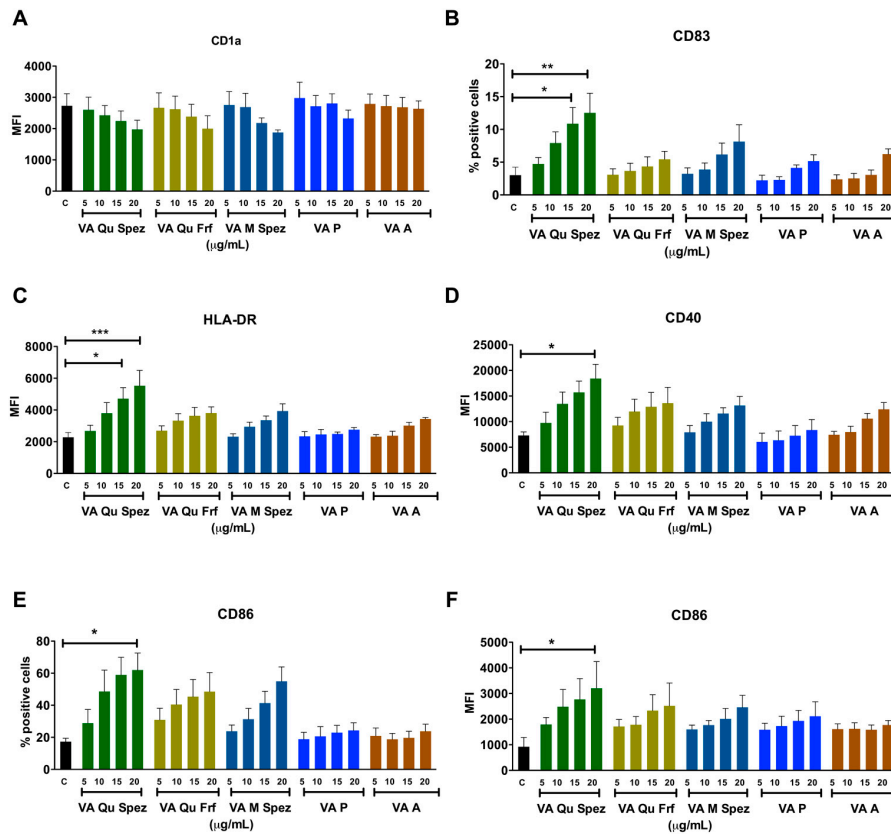 A
CD1a
4000
3000
2000
1000
0
MFI
C 5 10 15 20 5 10 15 20 5 10 15 20 5 10 15 20 5 10 15 20
VA Qu Spez VA Qu Frf VA M Spez VA P VA A
(µg/mL)
B
CD83
**
*
20
15
10
5
0
% positive cells
C 5 10 15 20 5 10 15 20 5 10 15 20 5 10 15 20 5 10 15 20
VA Qu Spez VA Qu Frf VA M Spez VA P VA A
(µg/mL)
C
HLA-DR
***
*
8000
6000
4000
2000
0
MFI
C 5 10 15 20 5 10 15 20 5 10 15 20 5 10 15 20 5 10 15 20
VA Qu Spez VA Qu Frf VA M Spez VA P VA A
(µg/mL)
D
CD40
*
25000
20000
15000
10000
5000
0
MFI
C 5 10 15 20 5 10 15 20 5 10 15 20 5 10 15 20 5 10 15 20
VA Qu Spez VA Qu Frf VA M Spez VA P VA A
(µg/mL)
E
CD86
*
80
60
40
20
0
% positive cells
C 5 10 15 20 5 10 15 20 5 10 15 20 5 10 15 20 5 10 15 20
VA Qu Spez VA Qu Frf VA M Spez VA P VA A
(µg/mL)
F
CD86
*
5000
4000
3000
2000
1000
0
MFI
C 5 10 15 20 5 10 15 20 5 10 15 20 5 10 15 20 5 10 15 20
VA Qu Spez VA Qu Frf VA M Spez VA P VA A
(µg/mL)